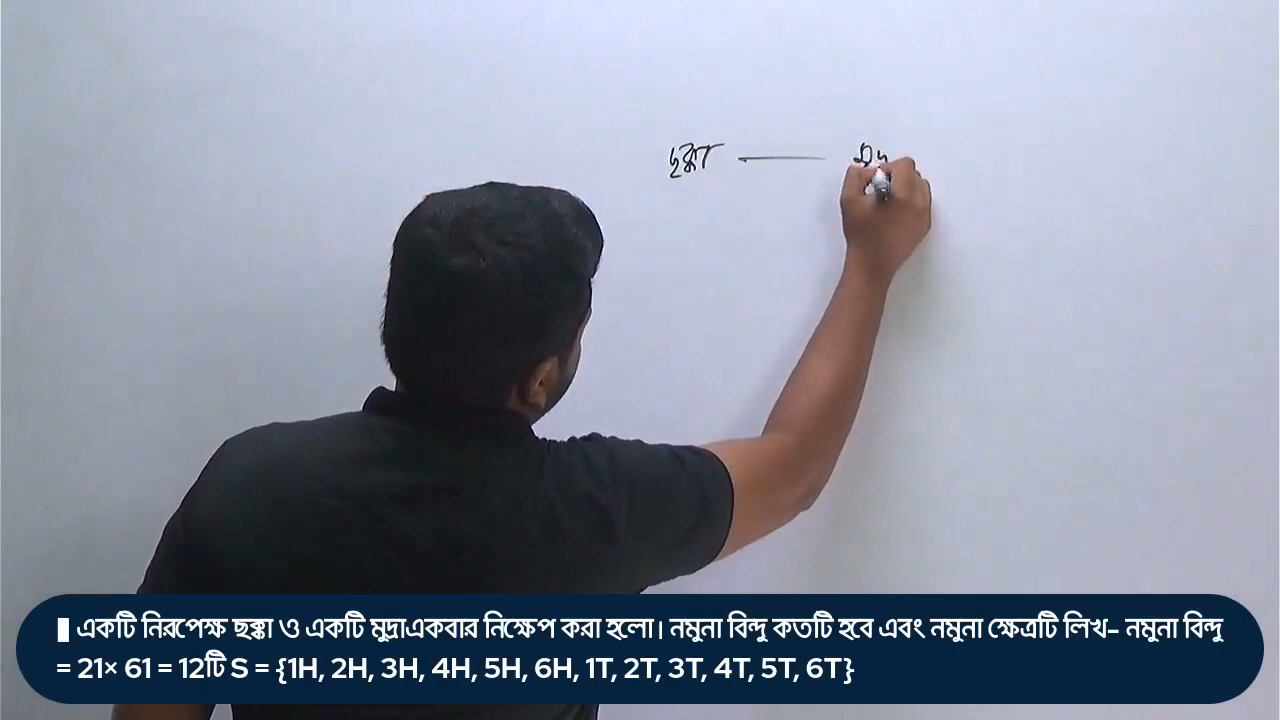 ছক্কা
একটি নিরপেক্ষ ছক্কা ও একটি মুদ্রাএকবার নিক্ষেপ করা হলো। নমুনা বিন্দু কতটি হবে এবং নমুনা ক্ষেত্রটি লিখ– নমুনা বিন্দু
= 21× 61 = 12টি S = {1H, 2H, 3H, 4H, 5H, 6H, 1T, 2T, 3T, 4T, 5T, 6T}